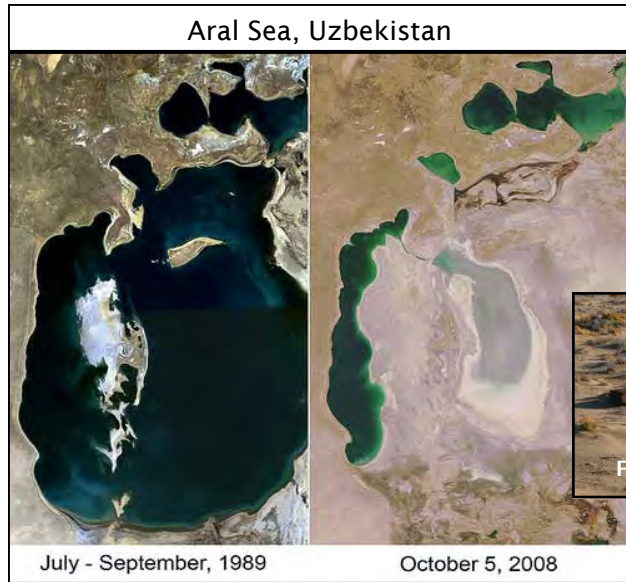 Aral Sea, Uzbekistan
F
July - September, 1989
October 5, 2008